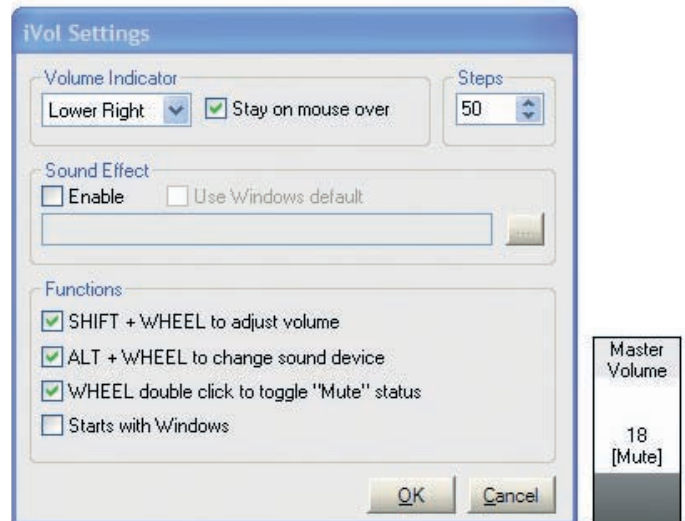 iVol Settings
Volume Indicator
Steps
Lower Right
Stay on mouse over
50
Sound Effect
Enable
Use Windows default
...
Functions
SHIFT + WHEEL to adjust volume
ALT + WHEEL to change sound device
WHEEL double click to toggle "Mute" status
Starts with Windows
OK
Cancel
Master
Volume
18
[Mute]